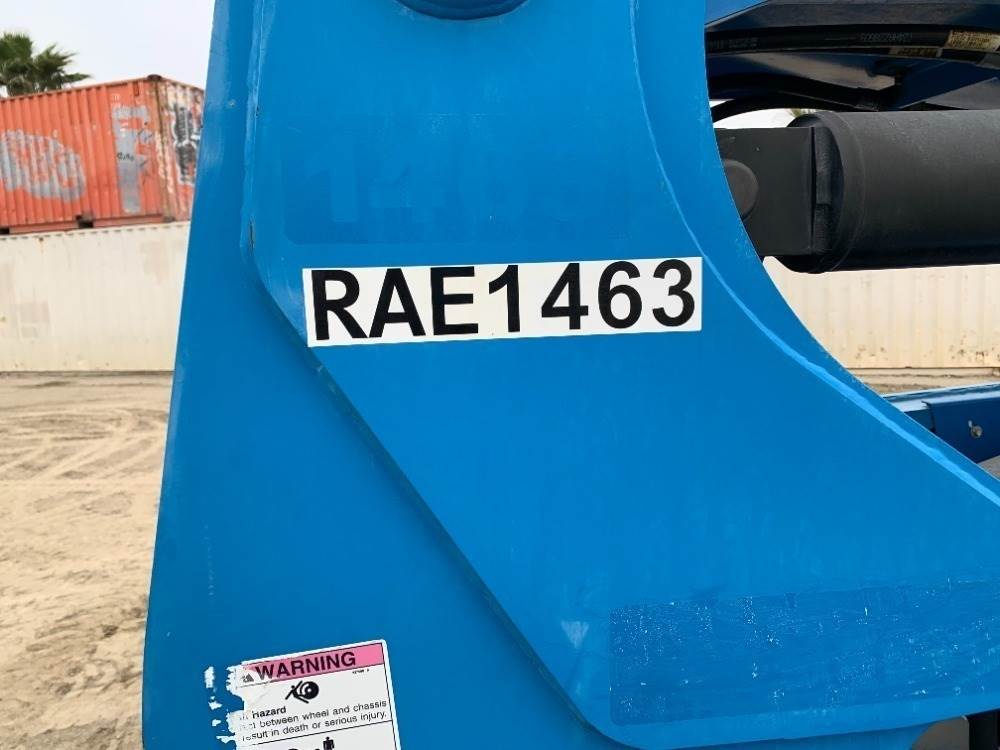 RAE1463
WARNING
Hazard
between wheel and chassis
result in death or serious injury.